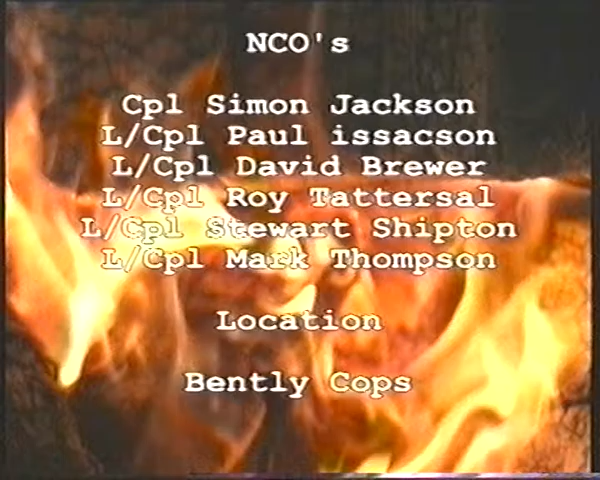 NCO's
Cpl Simon Jackson
L/Cpl Paul issacson
L/Cpl David Brewer
L/Cpl Roy Tattersal
L/Cpl Stewart Shipton
L/Cpl Mark Thompson
Location
Bently Cops